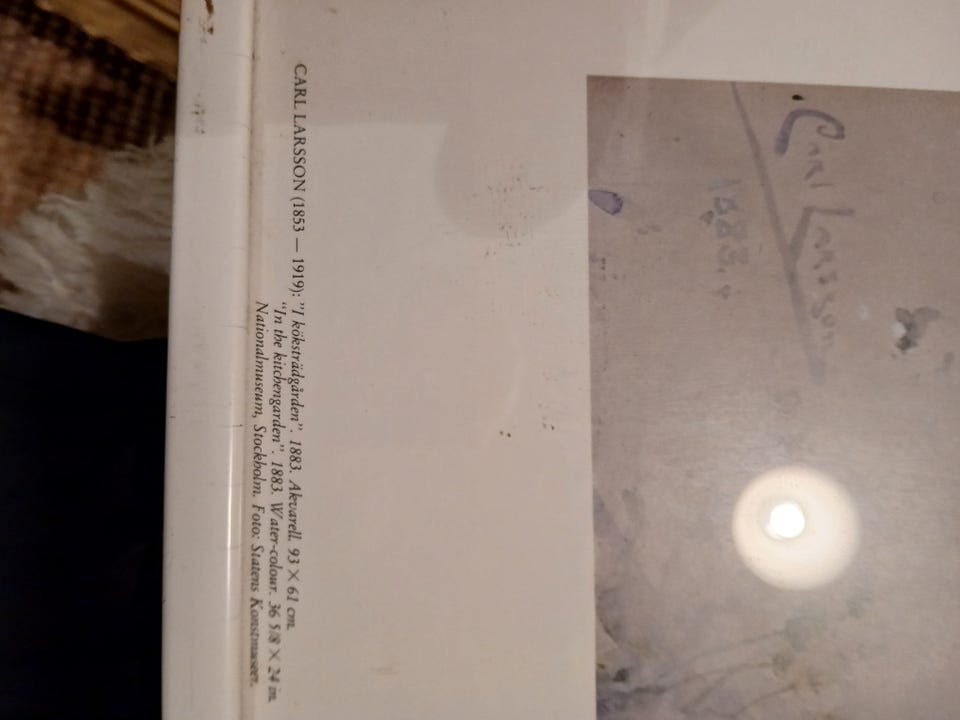 CARL LARSSON (1853 — 1919): "I köksträdgården". 1883. Akvarell. 93 X 61 cm.
"In the kitchengarden". 1883. Water-colour. 36 5/8 X 24 in.
Nationalmuseum, Stockholm. Foto: Statens Konstmuseer.
Carl Larsson
1883.